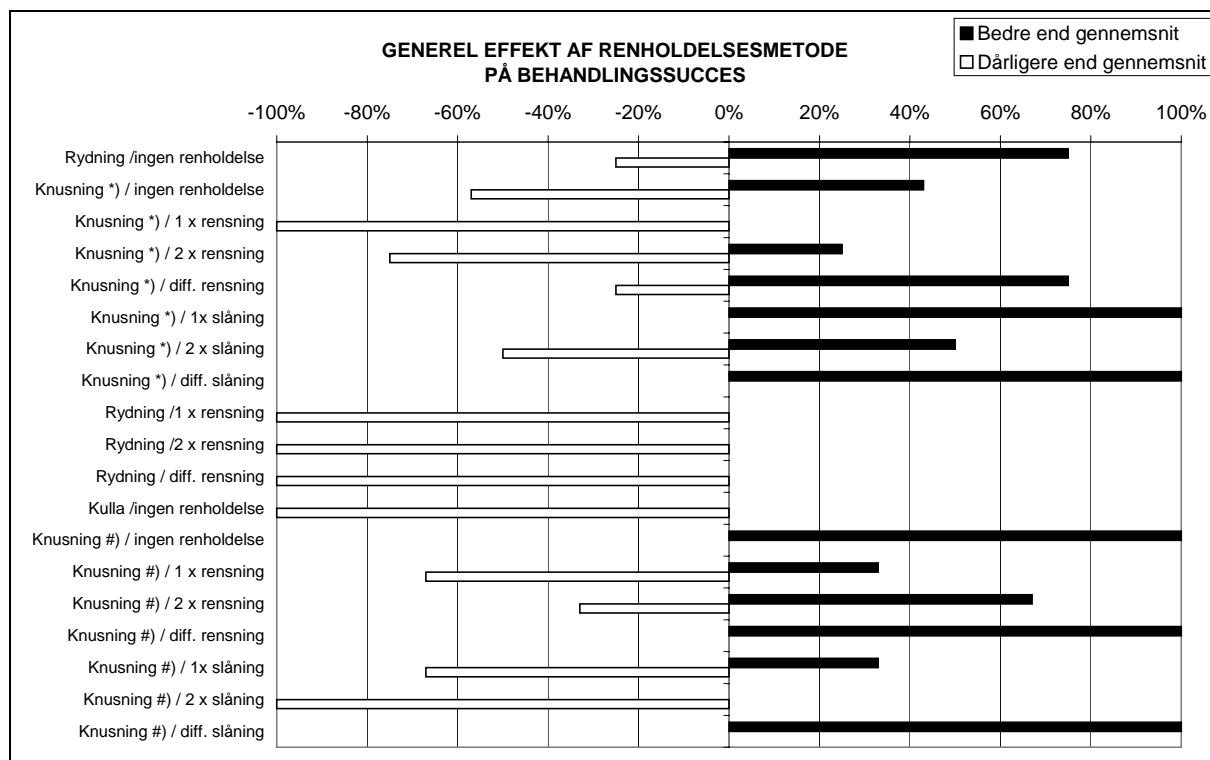 GENEREL EFFEKT AF RENHOLDELSESMETODE
PÅ BEHANDLINGSSUCCES
Bedre end gennemsnit
Dårligere end gennemsnit
-100% -80% -60% -40% -20% 0% 20% 40% 60% 80% 100%
Rydning /ingen renholdelse
Knusning *) / ingen renholdelse
Knusning *) / 1 x rensning
Knusning *) / 2 x rensning
Knusning *) / diff. rensning
Knusning *) / 1x slåning
Knusning *) / 2 x slåning
Knusning *) / diff. slåning
Rydning /1 x rensning
Rydning /2 x rensning
Rydning / diff. rensning
Kulla /ingen renholdelse
Knusning #) / ingen renholdelse
Knusning #) / 1 x rensning
Knusning #) / 2 x rensning
Knusning #) / diff. rensning
Knusning #) / 1x slåning
Knusning #) / 2 x slåning
Knusning #) / diff. slåning